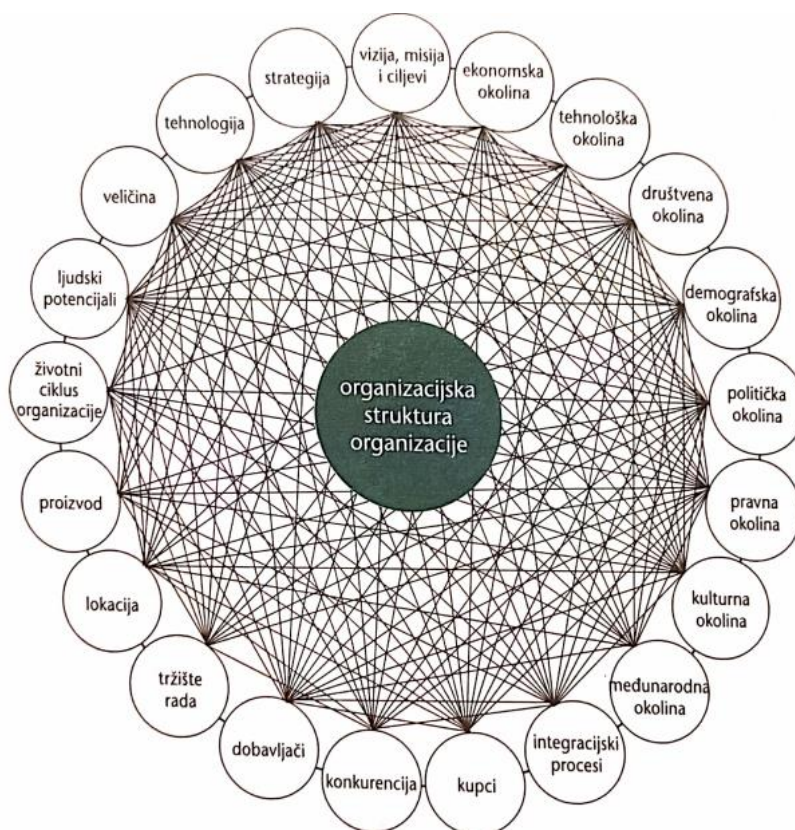 vizija, misija
i ciljevi
ekonomska
okolina
tehnološka
okolina
društvena
okolina
demografska
okolina
politička
okolina
pravna
okolina
kulturna
okolina
međunarodna
okolina
integracijski
procesi
kupci
konkurencija
dobavljači
tržište
rada
lokacija
proizvod
životni
ciklus
organizacije
ljudski
potencijali
veličina
tehnologija
strategija
organizacijska
struktura
organizacije